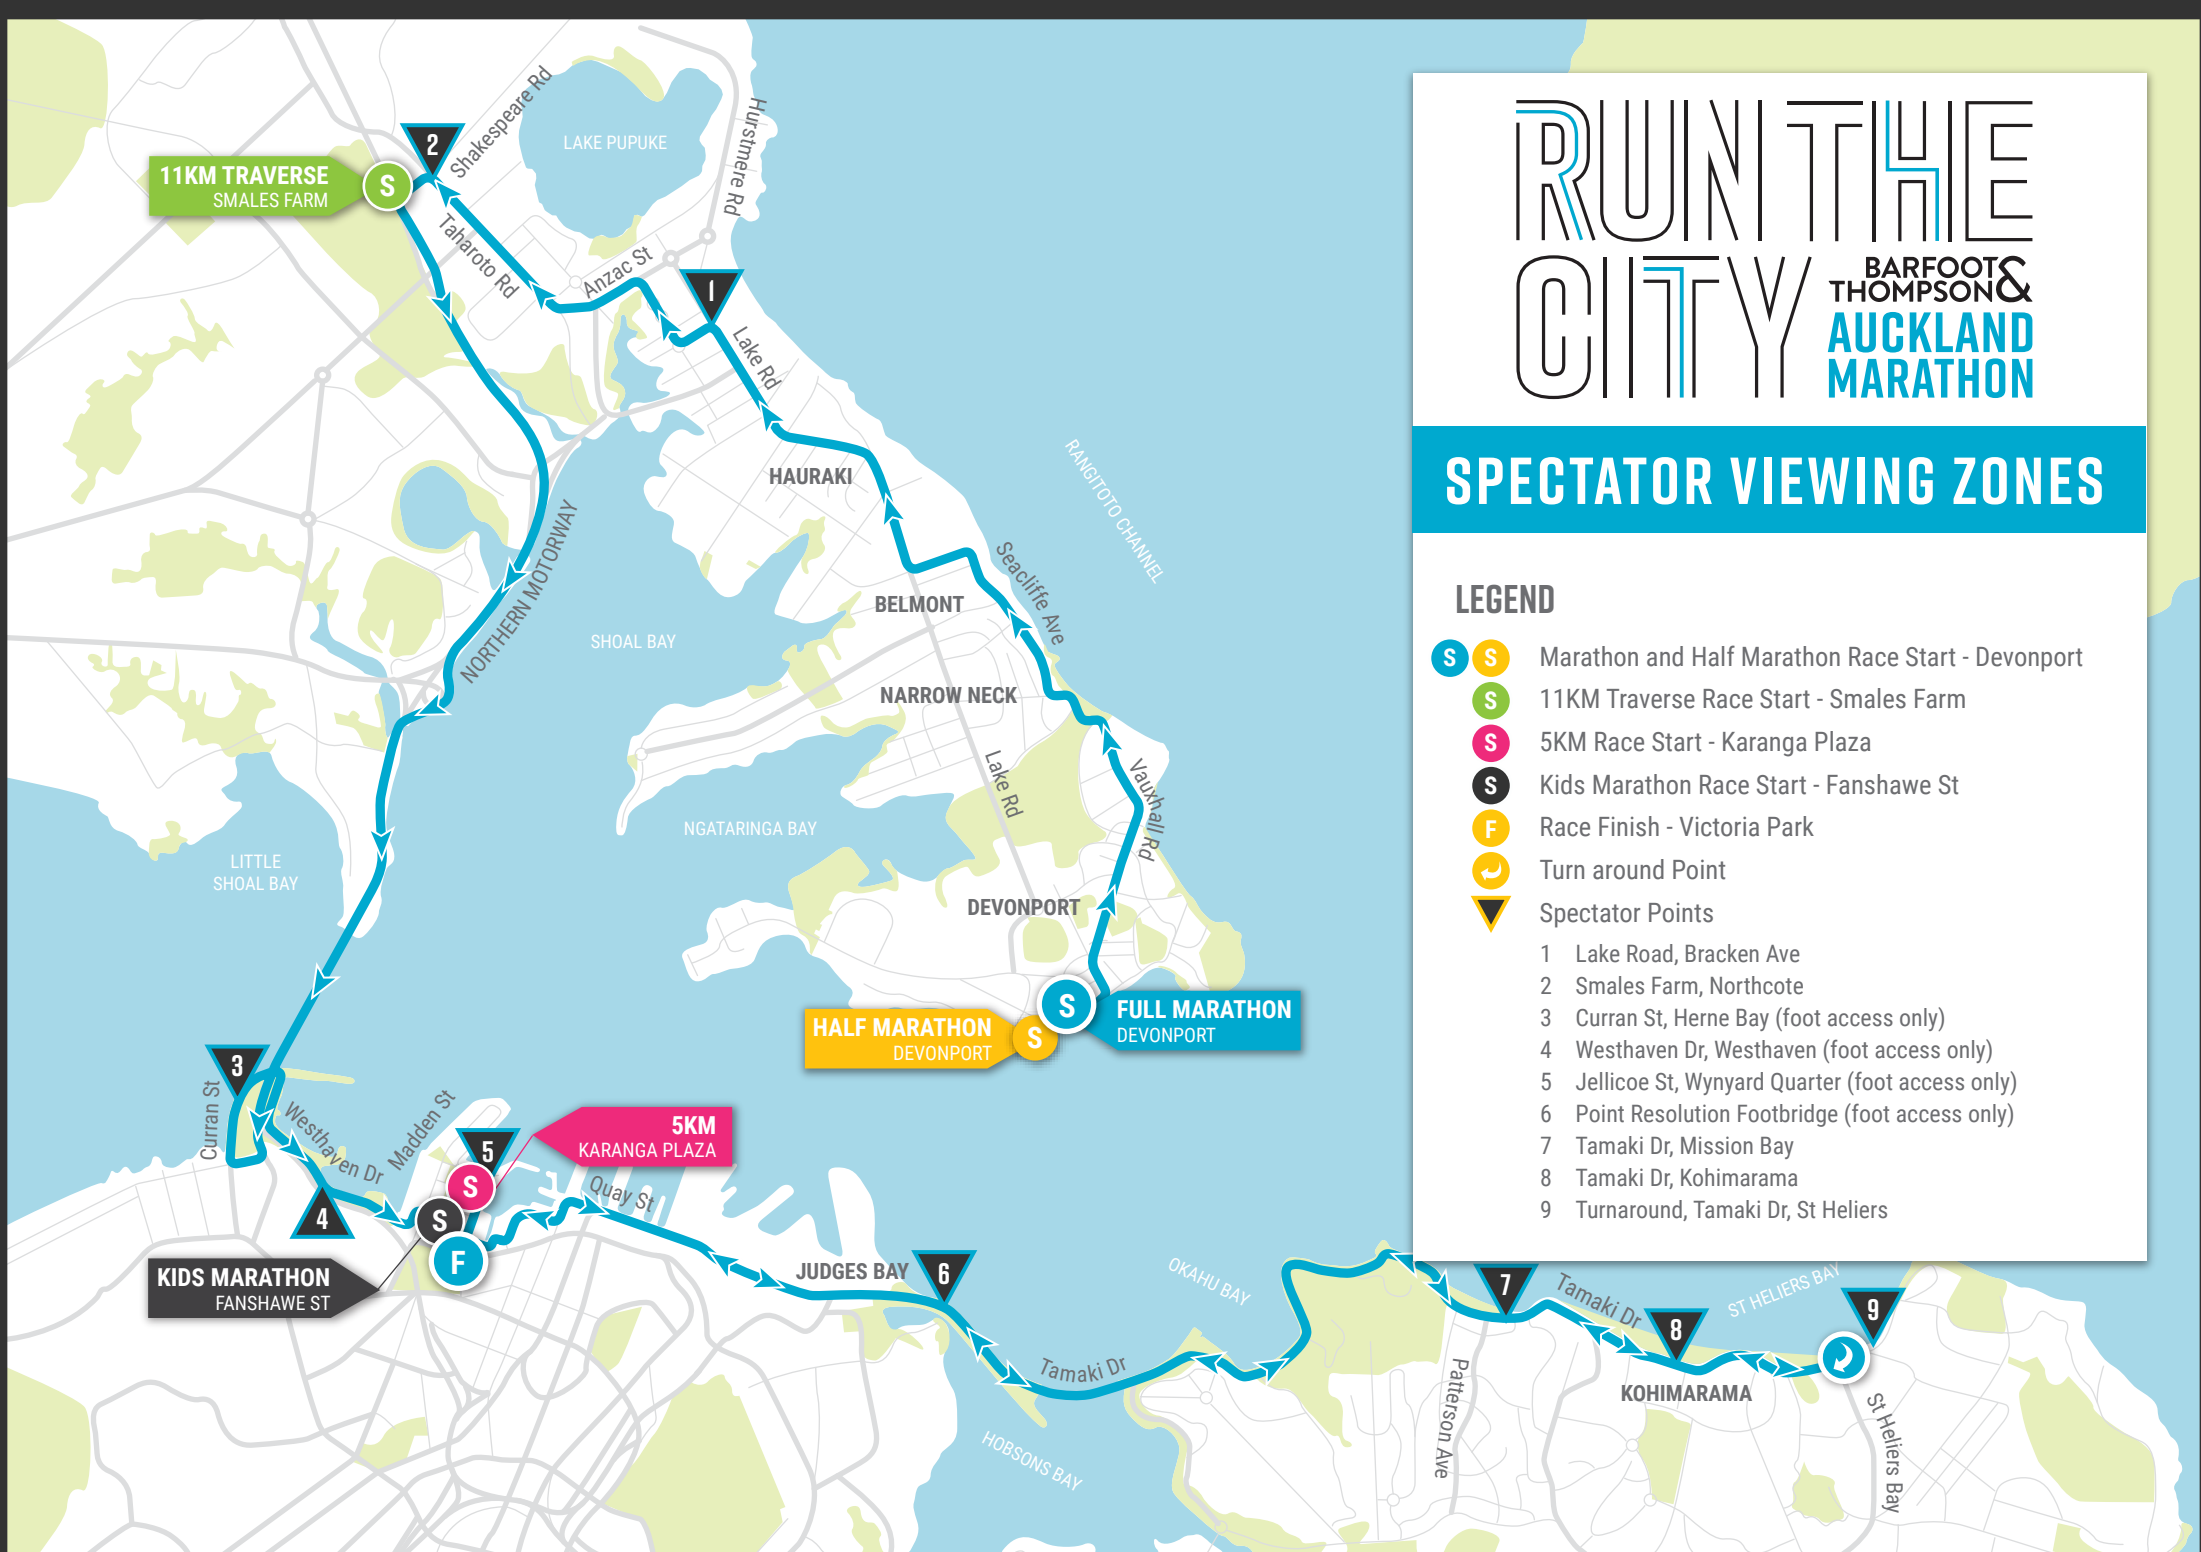 RUN THE
CITY
BARFOOT &
THOMPSON
AUCKLAND
MARATHON
SPECTATOR VIEWING ZONES
LEGEND
S S Marathon and Half Marathon Race Start - Devonport
S 11KM Traverse Race Start - Smales Farm
S 5KM Race Start - Karanga Plaza
S Kids Marathon Race Start - Fanshawe St
F Race Finish - Victoria Park
Turn around Point
Spectator Points
1 Lake Road, Bracken Ave
2 Smales Farm, Northcote
3 Curran St, Herne Bay (foot access only)
4 Westhaven Dr, Westhaven (foot access only)
5 Jellicoe St, Wynyard Quarter (foot access only)
6 Point Resolution Footbridge (foot access only)
7 Tamaki Dr, Mission Bay
8 Tamaki Dr, Kohimarama
9 Turnaround, Tamaki Dr, St Heliers
Shakespeare Rd
LAKE PUPUKE
Hurstmere Rd
2
11KM TRAVERSE
SMALES FARM
S
Taharoto Rd
Anzac St
1
Lake Rd
HAURAKI
RANGITOTO CHANNEL
NORTHERN MOTORWAY
Seacliffe Ave
BELMONT
SHOAL BAY
NARROW NECK
Lake Rd
Vauxhall Rd
NGATARINGA BAY
LITTLE
SHOAL BAY
DEVONPORT
S
FULL MARATHON
DEVONPORT
HALF MARATHON
DEVONPORT
S
3
Curran St
Westhaven Dr
Madden St
5
5KM
KARANGA PLAZA
S
Quay St
4
S
F
KIDS MARATHON
FANSHAWE ST
JUDGES BAY
6
OKAHU BAY
7
Tamaki Dr
8
ST HELIERS BAY
9
Tamaki Dr
KOHIMARAMA
Patterson Ave
St Heliers Bay
HOBSONS BAY